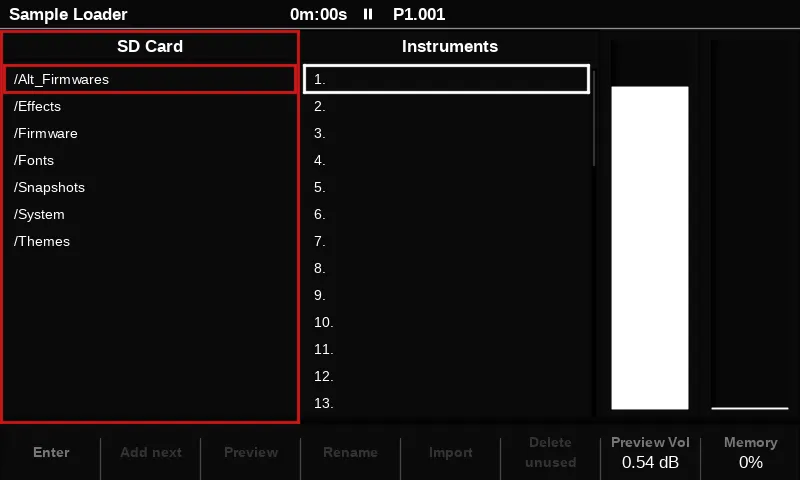 Sample Loader 0m:00s P1.001
SD Card
/Alt_Firmwares
/Effects
/Firmware
/Fonts
/Snapshots
/System
/Themes
Instruments
1.
2.
3.
4.
5.
6.
7.
8.
9.
10.
11.
12.
13.
Enter
Add next
Preview
Rename
Import
Delete
unused
Preview Vol
0.54 dB
Memory
0%